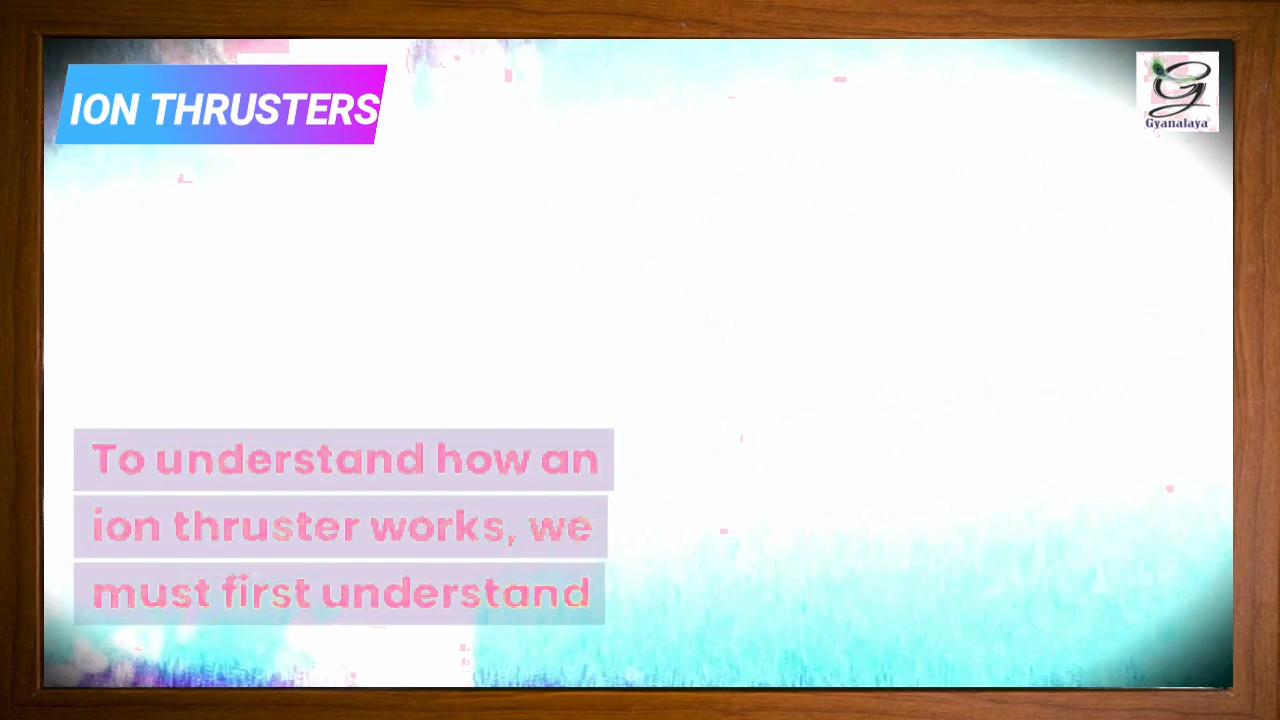 ION THRUSTERS
Gyanalaya
To understand how an
ion thruster works, we
must first understand